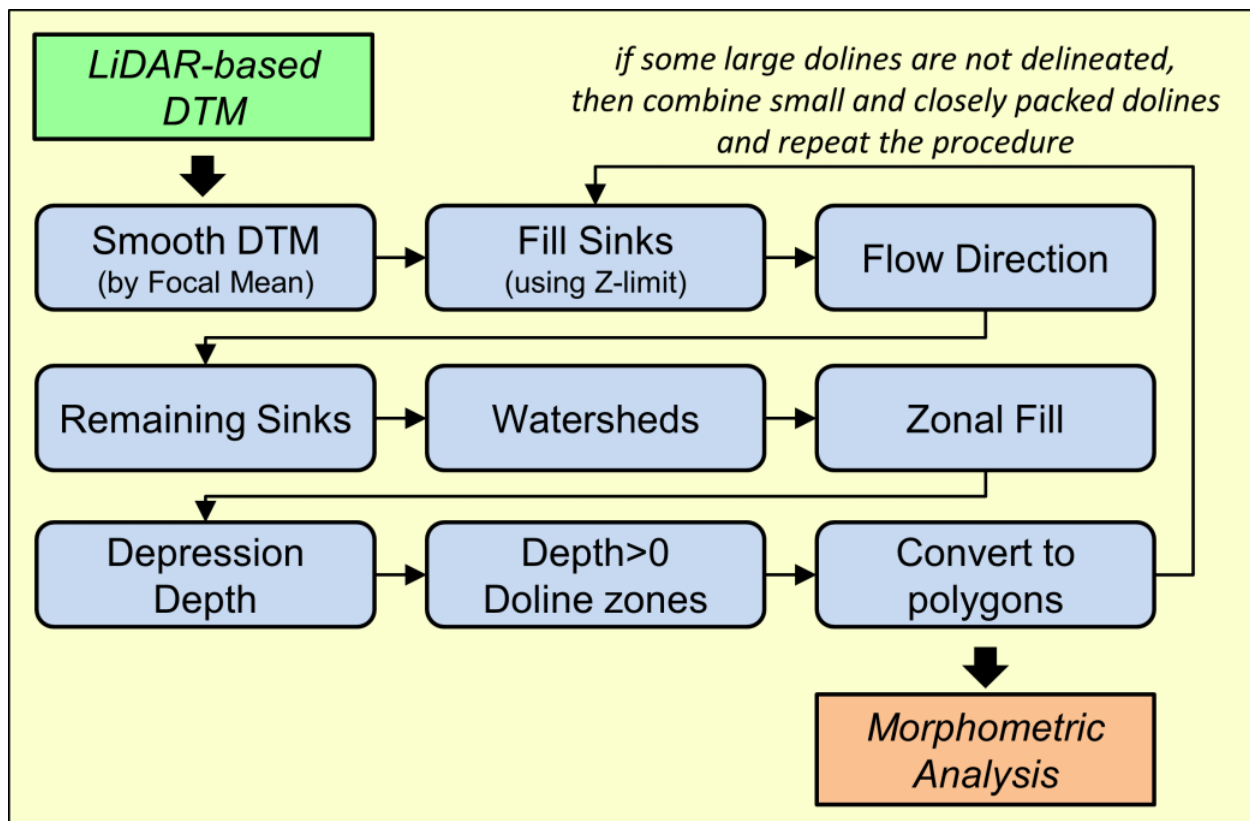 LiDAR-based
DTM
if some large dolines are not delineated,
then combine small and closely packed dolines
and repeat the procedure
Smooth DTM
(by Focal Mean)
Fill Sinks
(using Z-limit)
Flow Direction
Remaining Sinks
Watersheds
Zonal Fill
Depression
Depth
Depth>0
Doline zones
Convert to
polygons
Morphometric
Analysis